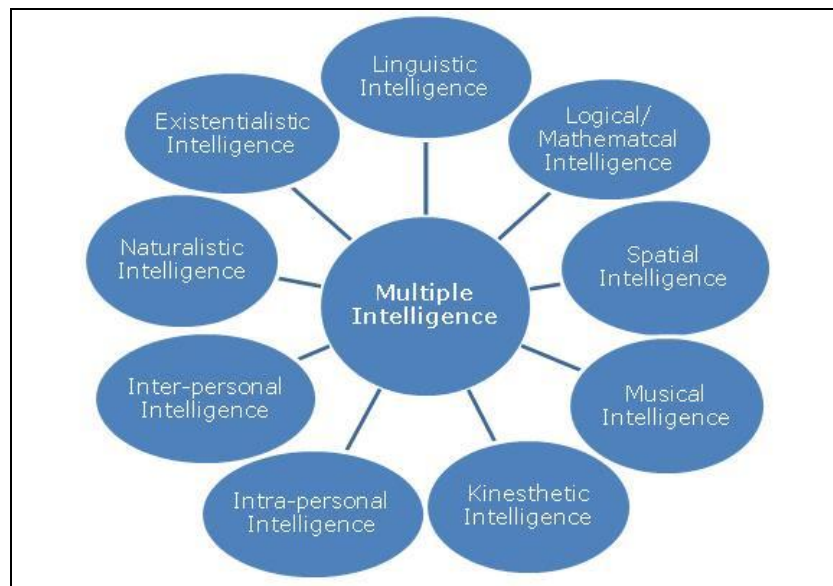 Linguistic
Intelligence
Logical/
Mathematcal
Intelligence
Spatial
Intelligence
Musical
Intelligence
Kinesthetic
Intelligence
Intra-personal
Intelligence
Inter-personal
Intelligence
Naturalistic
Intelligence
Existentialistic
Intelligence
Multiple
Intelligence